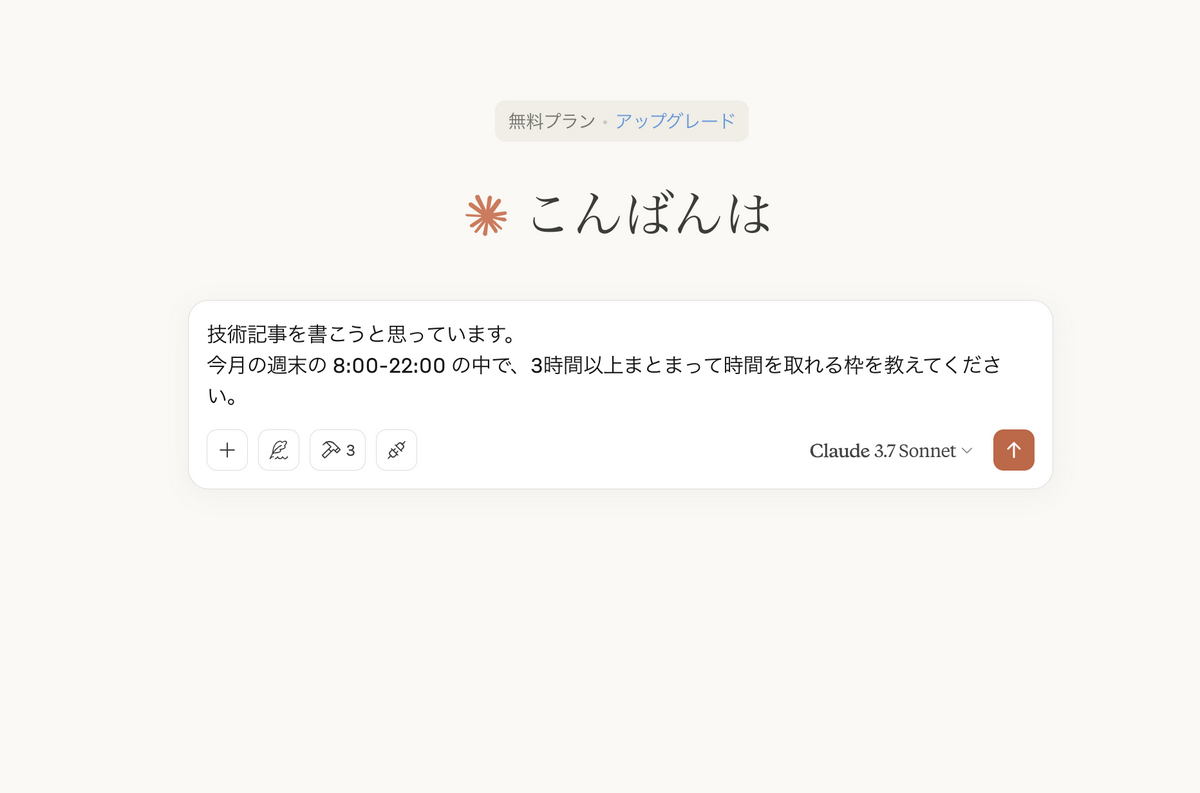 無料プラン • アップグレード
こんばんは
技術記事を書こうと思っています。
今月の週末の 8:00-22:00 の中で、3時間以上まとまって時間を取れる枠を教えてくださ
い。
3
Claude 3.7 Sonnet